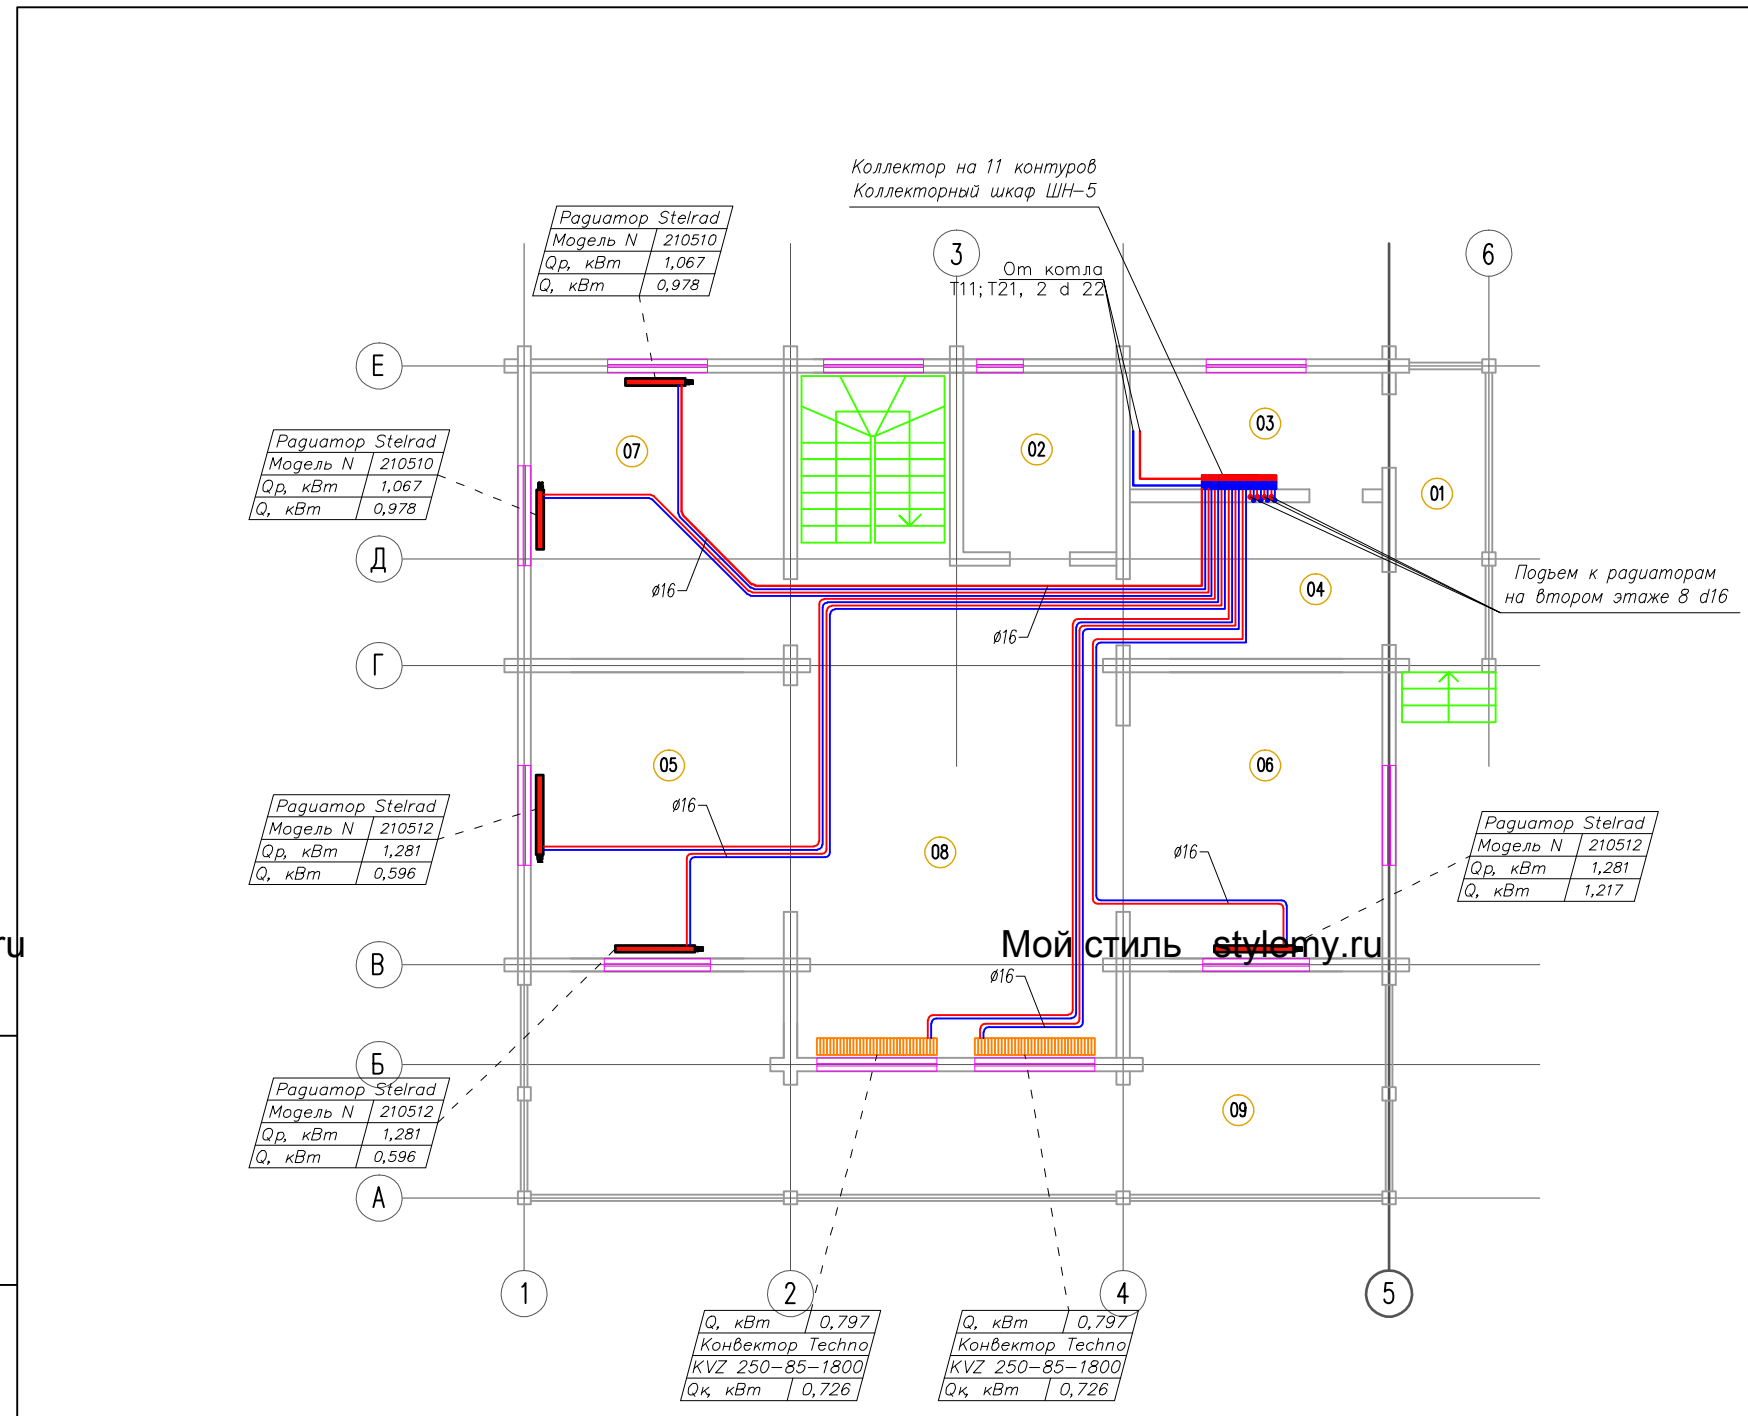 Коллектор на 11 контуров
Коллекторный шкаф ШН-5
Радиатор Stelrad
Модель N 210510
Qр, кВт 1,067
Q, кВт 0,978
3
6
От котла
Т11; Т21, 2 d 22
Е
03
Радиатор Stelrad
Модель N 210510
Qр, кВт 1,067
Q, кВт 0,978
07
02
01
Д
Подьем к радиаторам
на втором этаже 8 d16
ø16
04
ø16
Г
05
06
ø16
Радиатор Stelrad
Модель N 210512
Qр, кВт 1,281
Q, кВт 0,596
08
ø16
Радиатор Stelrad
Модель N 210512
Qр, кВт 1,281
Q, кВт 1,217
ru
Мой стиль stylemy.ru
В
ø16
Б
Радиатор Stelrad
Модель N 210512
Qр, кВт 1,281
Q, кВт 0,596
09
А
1
2
4
5
Q, кВт 0,797
Конвектор Techno
KVZ 250-85-1800
Qк, кВт 0,726
Q, кВт 0,797
Конвектор Techno
KVZ 250-85-1800
Qк, кВт 0,726